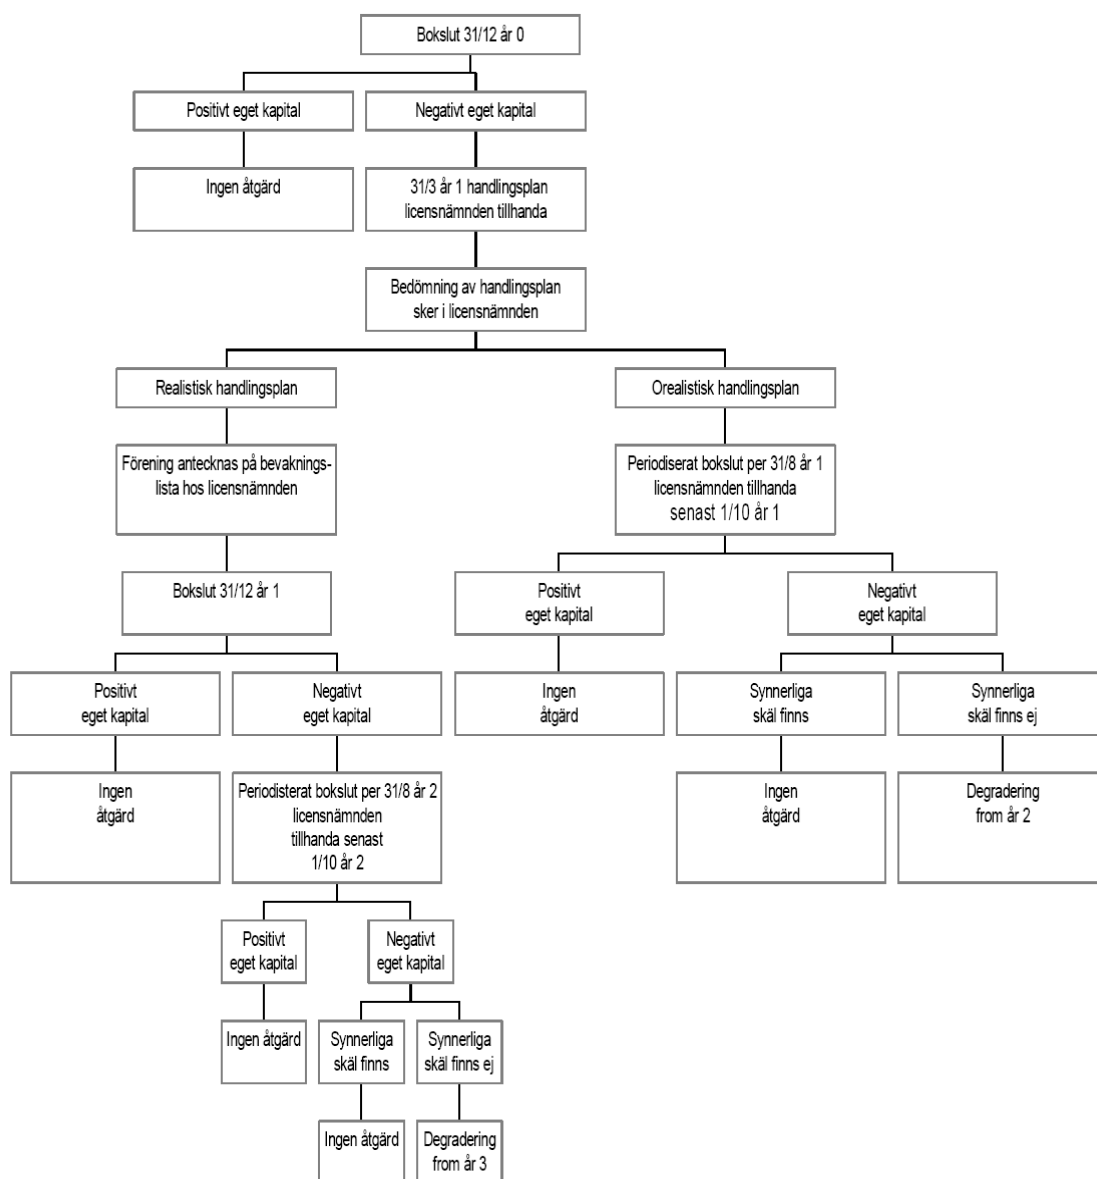 Bokslut 31/12 år 0
Positivt eget kapital
Negativt eget kapital
Ingen åtgärd
31/3 år 1 handlingsplan
licensnämnden tillhanda
Bedömning av handlingsplan
sker i licensnämnden
Realistisk handlingsplan
Orealistisk handlingsplan
Förening antecknas på bevaknings-
lista hos licensnämnden
Periodiserat bokslut per 31/8 år 1
licensnämnden tillhanda
senast 1/10 år 1
Bokslut 31/12 år 1
Positivt
eget kapital
Negativt
eget kapital
Positivt
eget kapital
Negativt
eget kapital
Ingen
åtgärd
Synnerliga
skäl finns
Synnerliga
skäl finns ej
Ingen
åtgärd
Periodisterat bokslut per 31/8 år 2
licensnämnden
tillhanda senast
1/10 år 2
Ingen
åtgärd
Degradering
from år 2
Positivt
eget kapital
Negativt
eget kapital
Ingen åtgärd
Synnerliga
skäl finns
Synnerliga
skäl finns ej
Ingen åtgärd
Degradering
from år 3